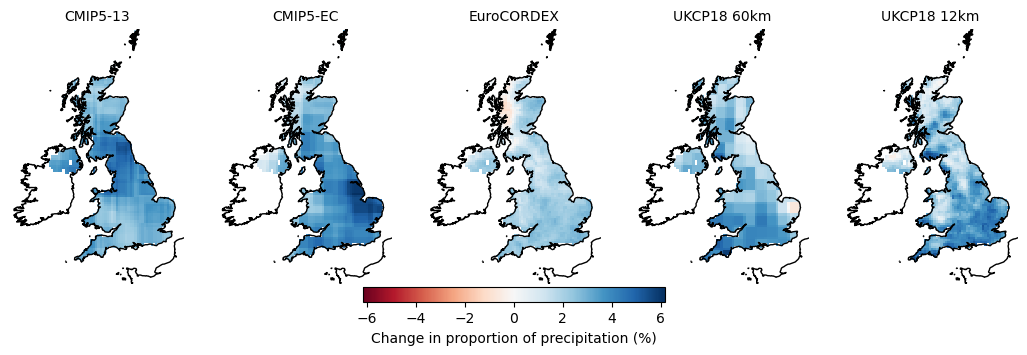 CMIP5-13 CMIP5-EC EuroCORDEX UKCP18 60km UKCP18 12km
−6 −4 −2 0 2 4 6
Change in proportion of precipitation (%)